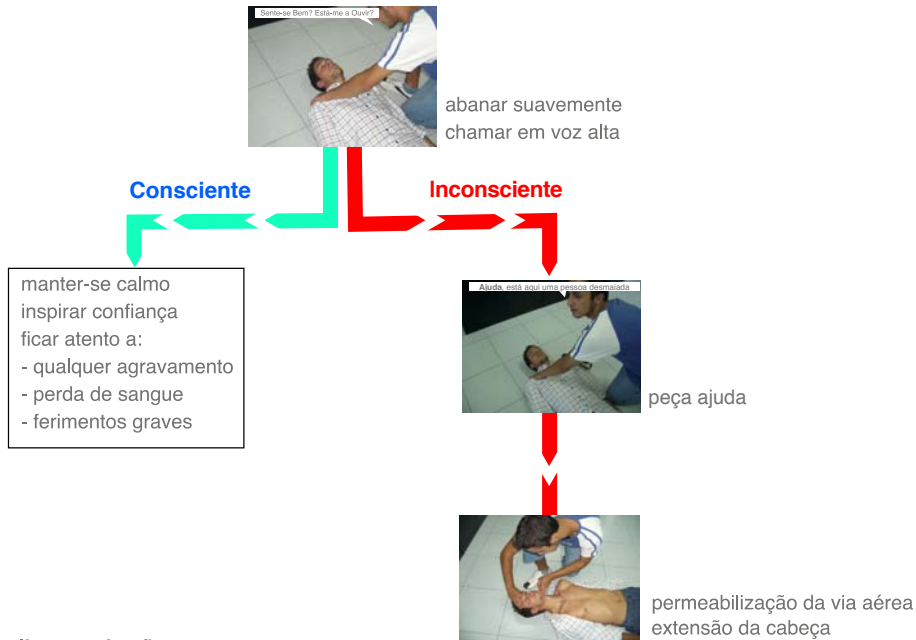 Sente-se Bem? Está-me a Ouvir?
abanar suavemente
chamar em voz alta
Consciente
Inconsciente
manter-se calmo
inspirar confiança
ficar atento a:
- qualquer agravamento
- perda de sangue
- ferimentos graves
Ajuda, está aqui uma pessoa desmaiada
peça ajuda
permeabilização da via aérea
extensão da cabeça